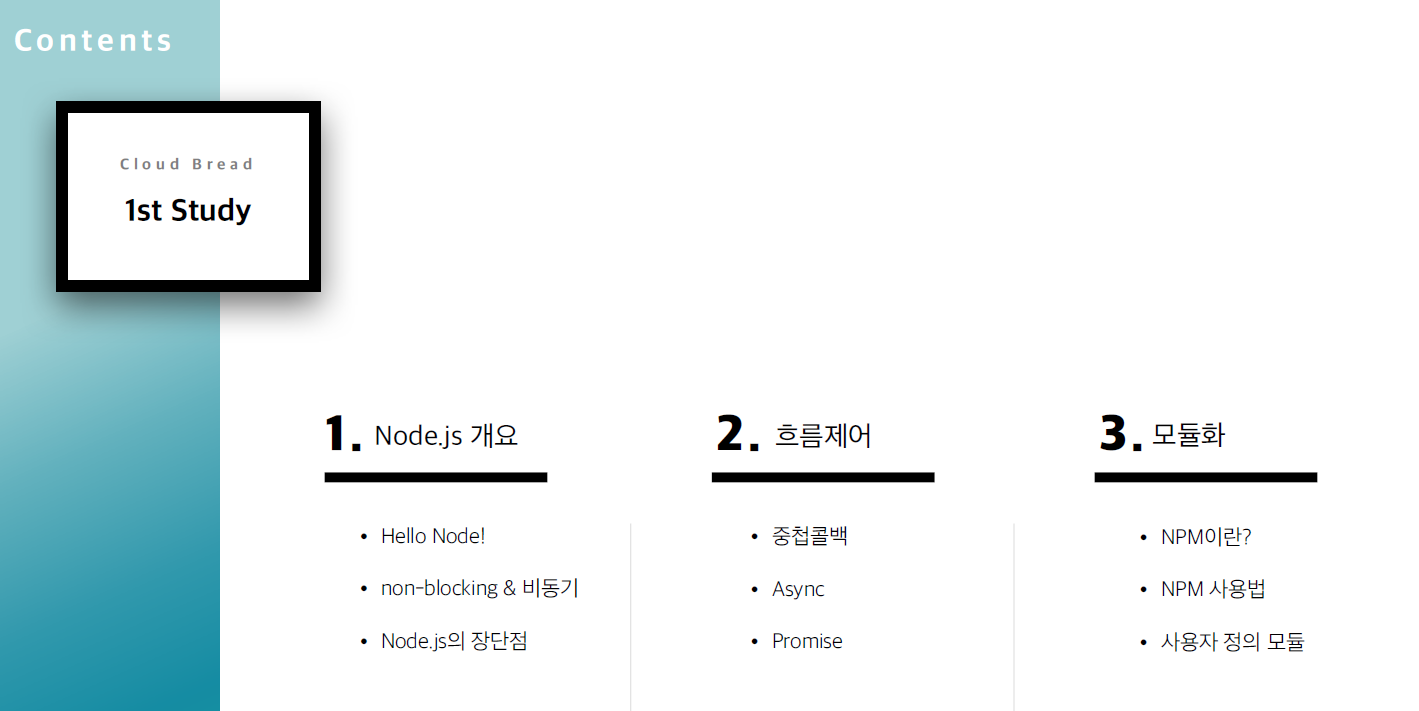 Contents
Cloud Bread
1st Study
1. Node.js 개요
• Hello Node!
• non-blocking & 비동기
• Node.js의 장단점
2. 흐름제어
• 중첩콜백
• Async
• Promise
3. 모듈화
• NPM이란?
• NPM 사용법
• 사용자 정의 모듈